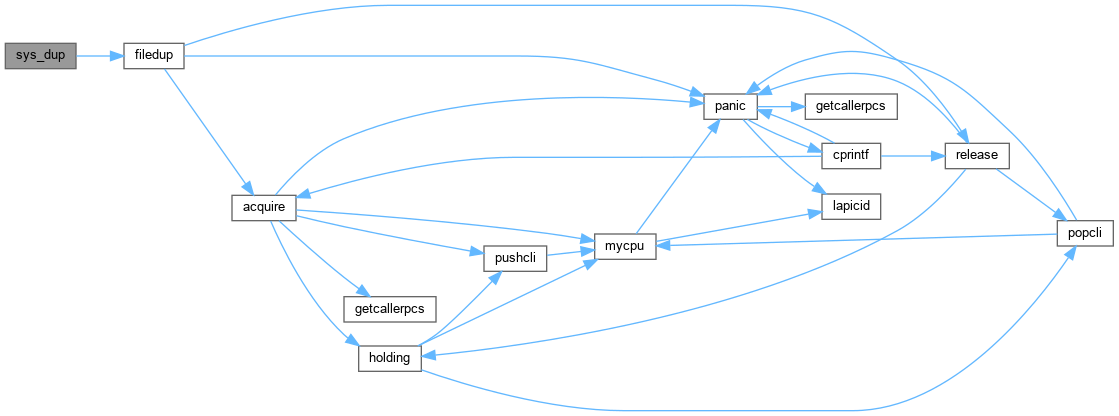 sys_dup
filedup
panic
getcallerpcs
cprintf
release
lapicid
acquire
popcli
mycpu
pushcli
getcallerpcs
holding